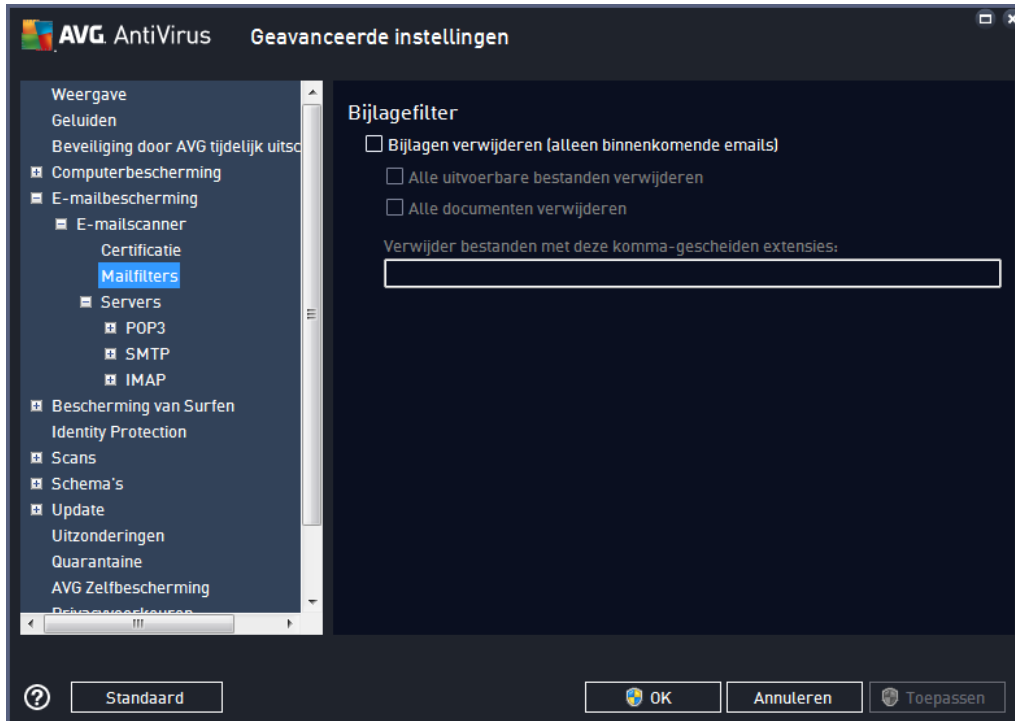 AVG. AntiVirus Geavanceerde instellingen
Weergave
Geluiden
Beveiliging door AVG tijdelijk uitsc
Computerbescherming
E-mailbescherming
E-mailscanner
Certificatie
Mailfilters
Servers
POP3
SMTP
IMAP
Bescherming van Surfen
Identity Protection
Scans
Schema's
Update
Uitzonderingen
Quarantaine
AVG Zelfbescherming
Privacyvoorkeuren
Bijlagefilter
Bijlagen verwijderen (alleen binnenkomende emails)
Alle uitvoerbare bestanden verwijderen
Alle documenten verwijderen
Verwijder bestanden met deze komma-gescheiden extensies:
? Standaard OK Annuleren Toepassen